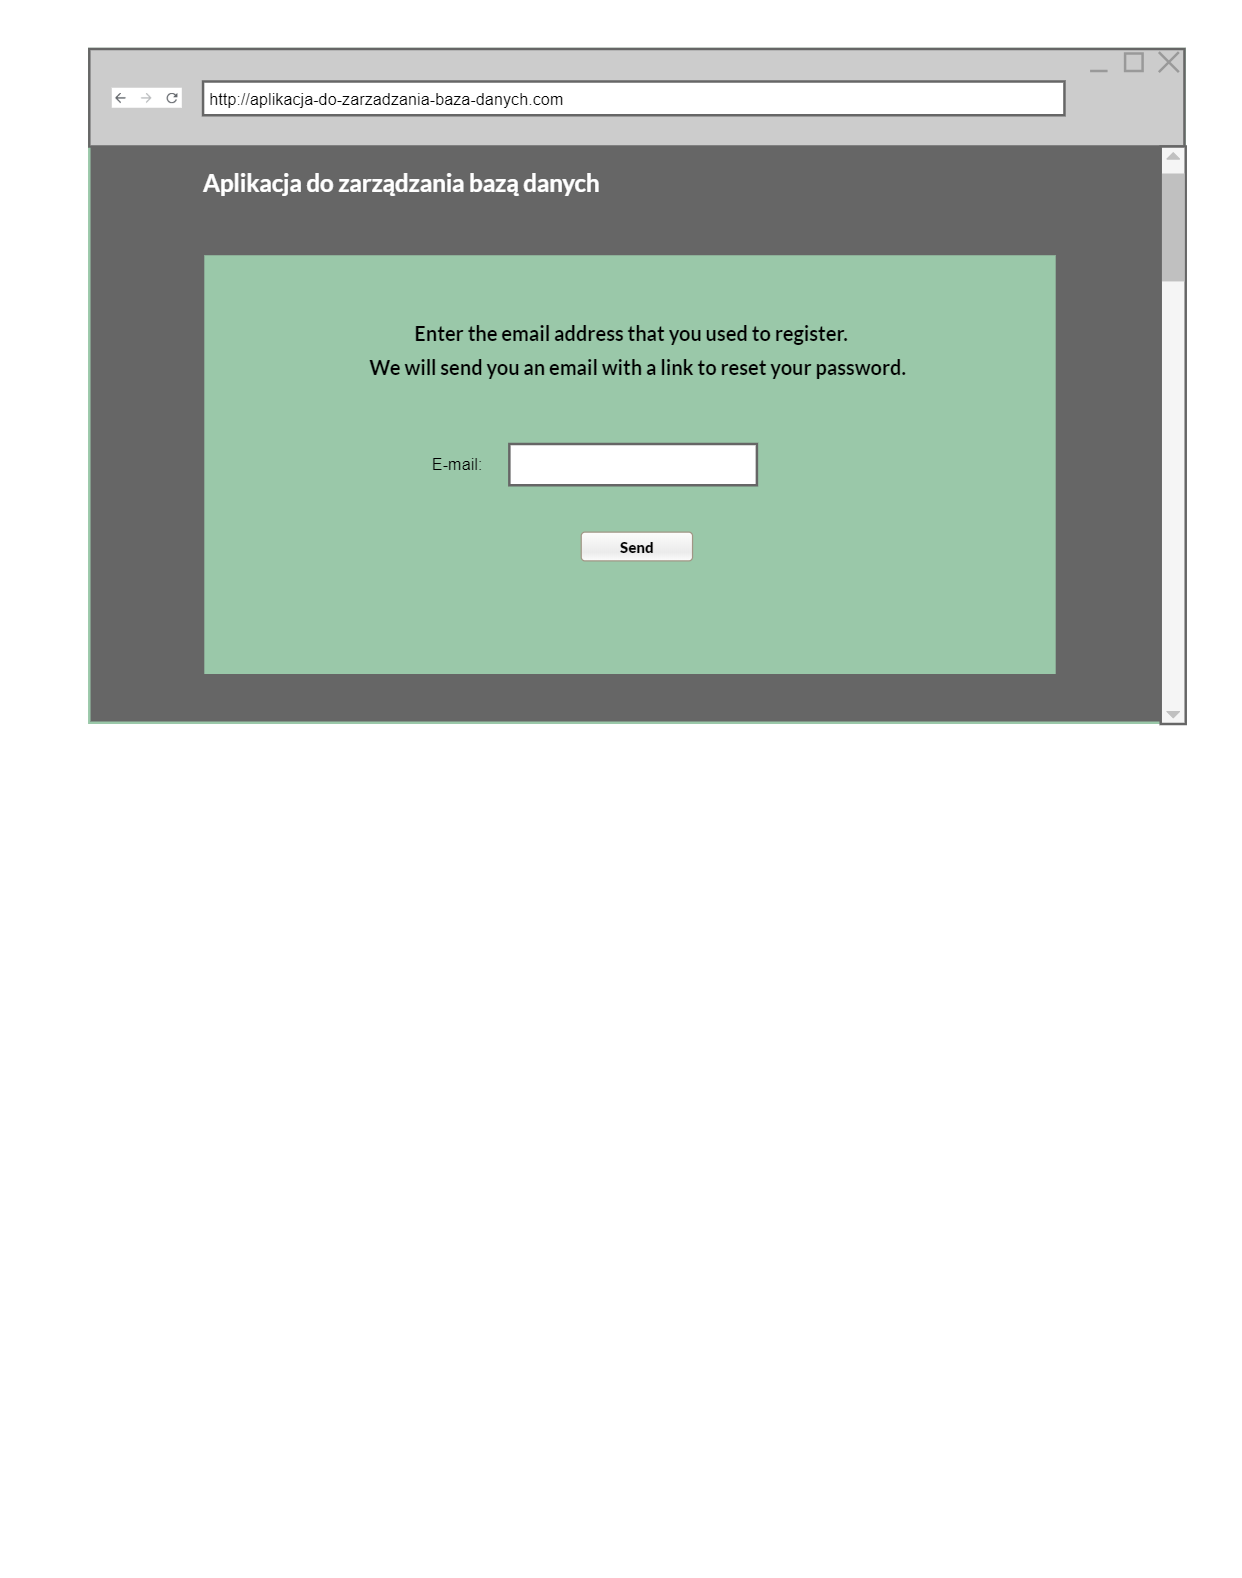 http://aplikacja-do-zarzadzania-baza-danych.com
Aplikacja do zarządzania bazą danych
Enter the email address that you used to register.
We will send you an email with a link to reset your password.
E-mail:
Send